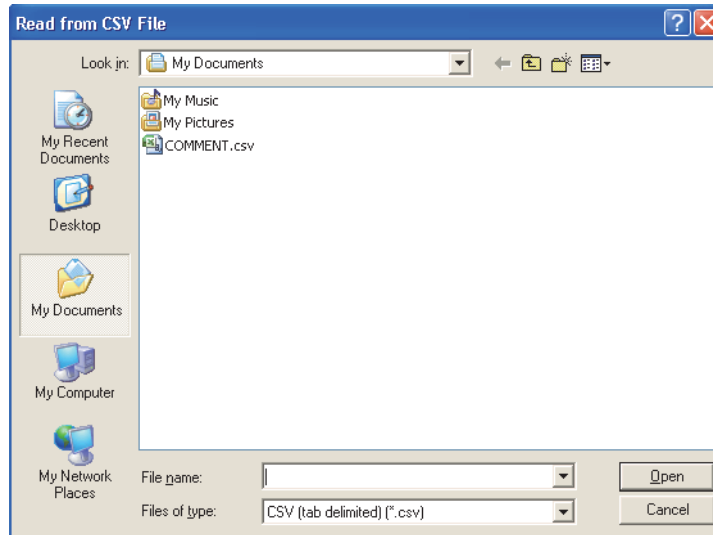 Read from CSV File
Look in:
My Documents
My Recent Documents
Desktop
My Documents
My Computer
My Network Places
My Music
My Pictures
COMMENT.csv
File name:
Open
Files of type:
CSV (tab delimited) (*.csv)
Cancel